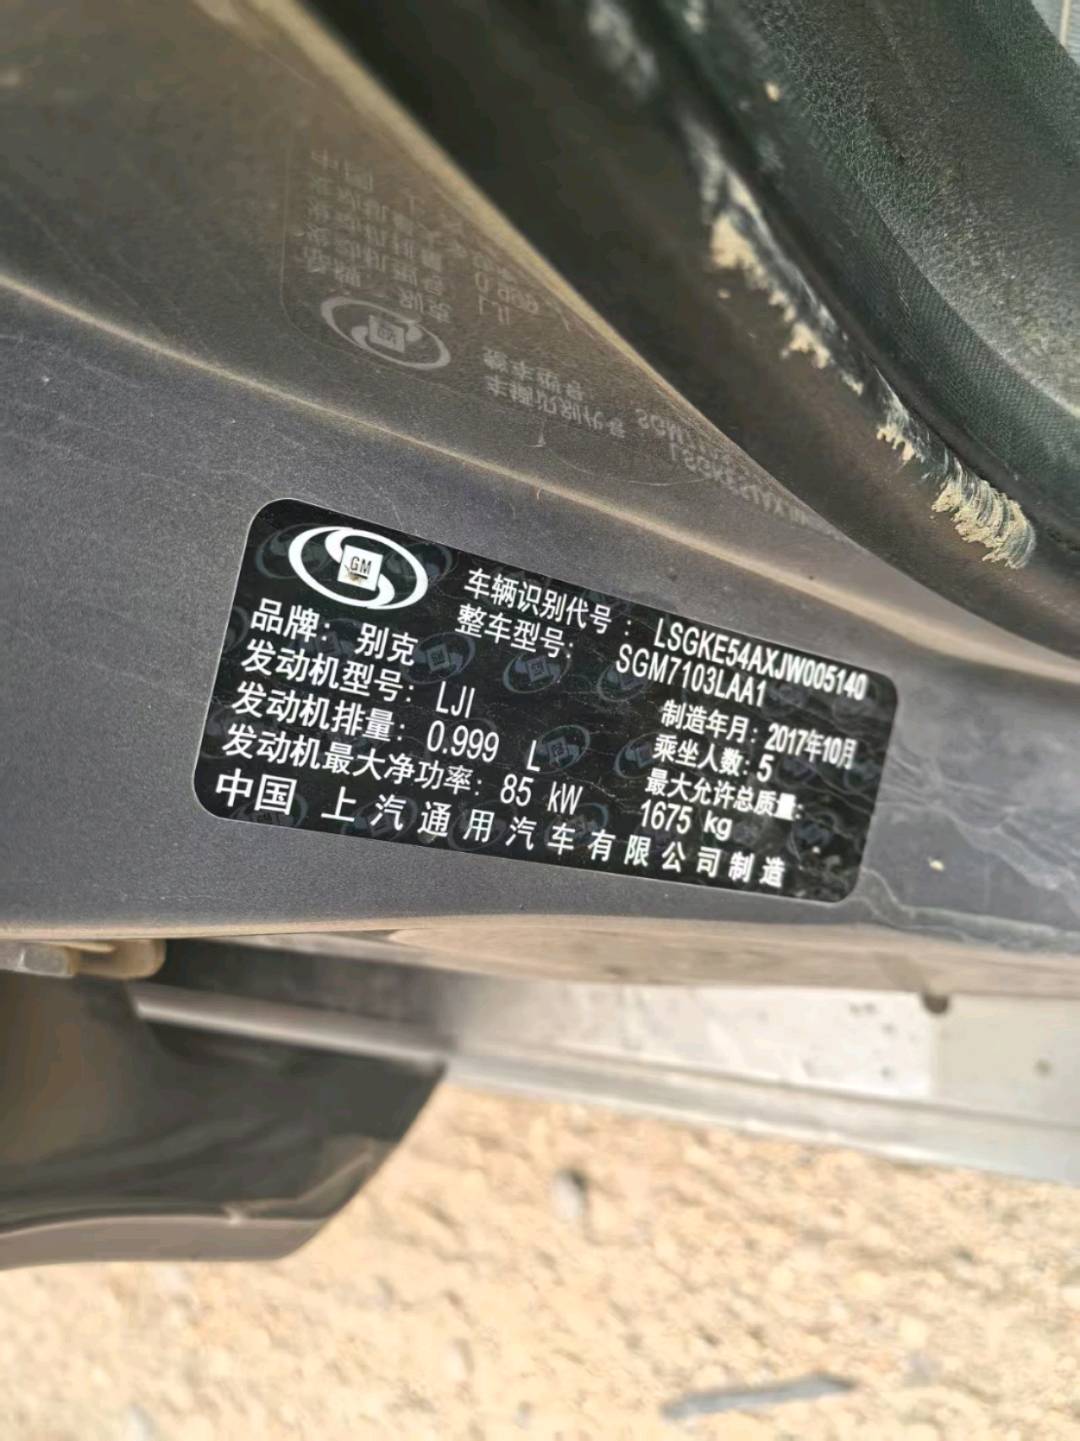 GM
车辆识别代号： LSGKE54AXJW005140
整车型号： SGM7103LAA1
品牌： 别克
制造年月：2017年10月
发动机型号： LJI
乘坐人数：5
发动机排量： 0.999 L
最大允许总质量：
发动机最大净功率： 85 kW
1675 kg
中国 上汽通用汽车有限公司制造